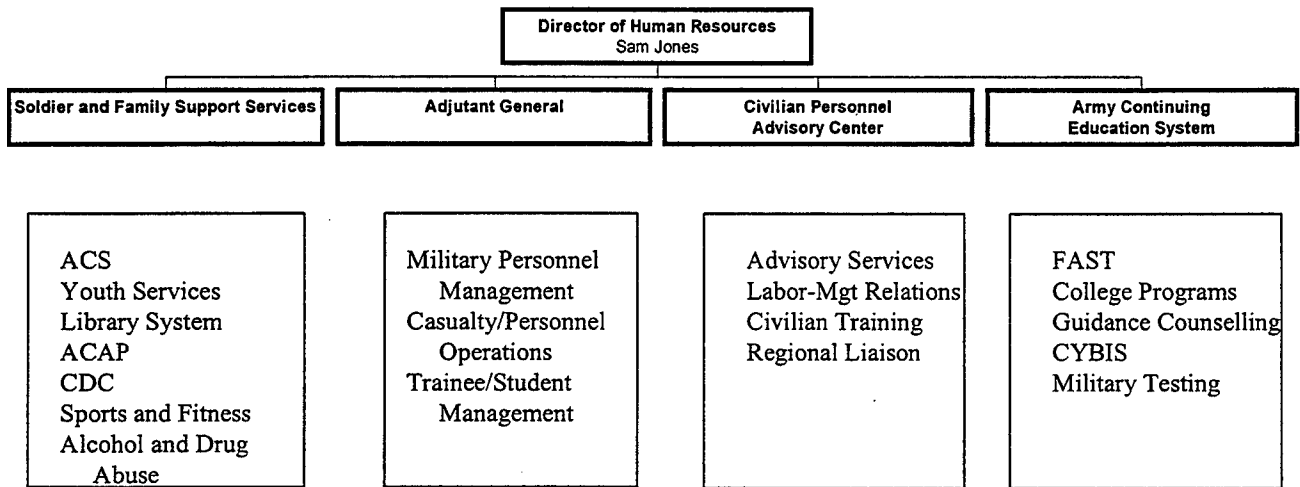 Director of Human Resources
Sam Jones
Soldier and Family Support Services
Adjutant General
Civilian Personnel
Advisory Center
Army Continuing
Education System
ACS
Youth Services
Library System
ACAP
CDC
Sports and Fitness
Alcohol and Drug
Abuse
Military Personnel
Management
Casualty/Personnel
Operations
Trainee/Student
Management
Advisory Services
Labor-Mgt Relations
Civilian Training
Regional Liaison
FAST
College Programs
Guidance Counselling
CYBIS
Military Testing